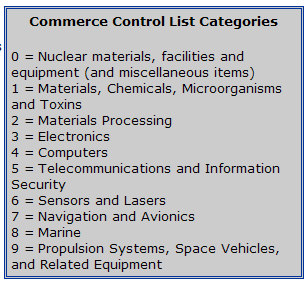 Commerce Control List Categories
0 = Nuclear materials, facilities and
equipment (and miscellaneous items)
1 = Materials, Chemicals, Microorganisms
and Toxins
2 = Materials Processing
3 = Electronics
4 = Computers
5 = Telecommunications and Information
Security
6 = Sensors and Lasers
7 = Navigation and Avionics
8 = Marine
9 = Propulsion Systems, Space Vehicles,
and Related Equipment